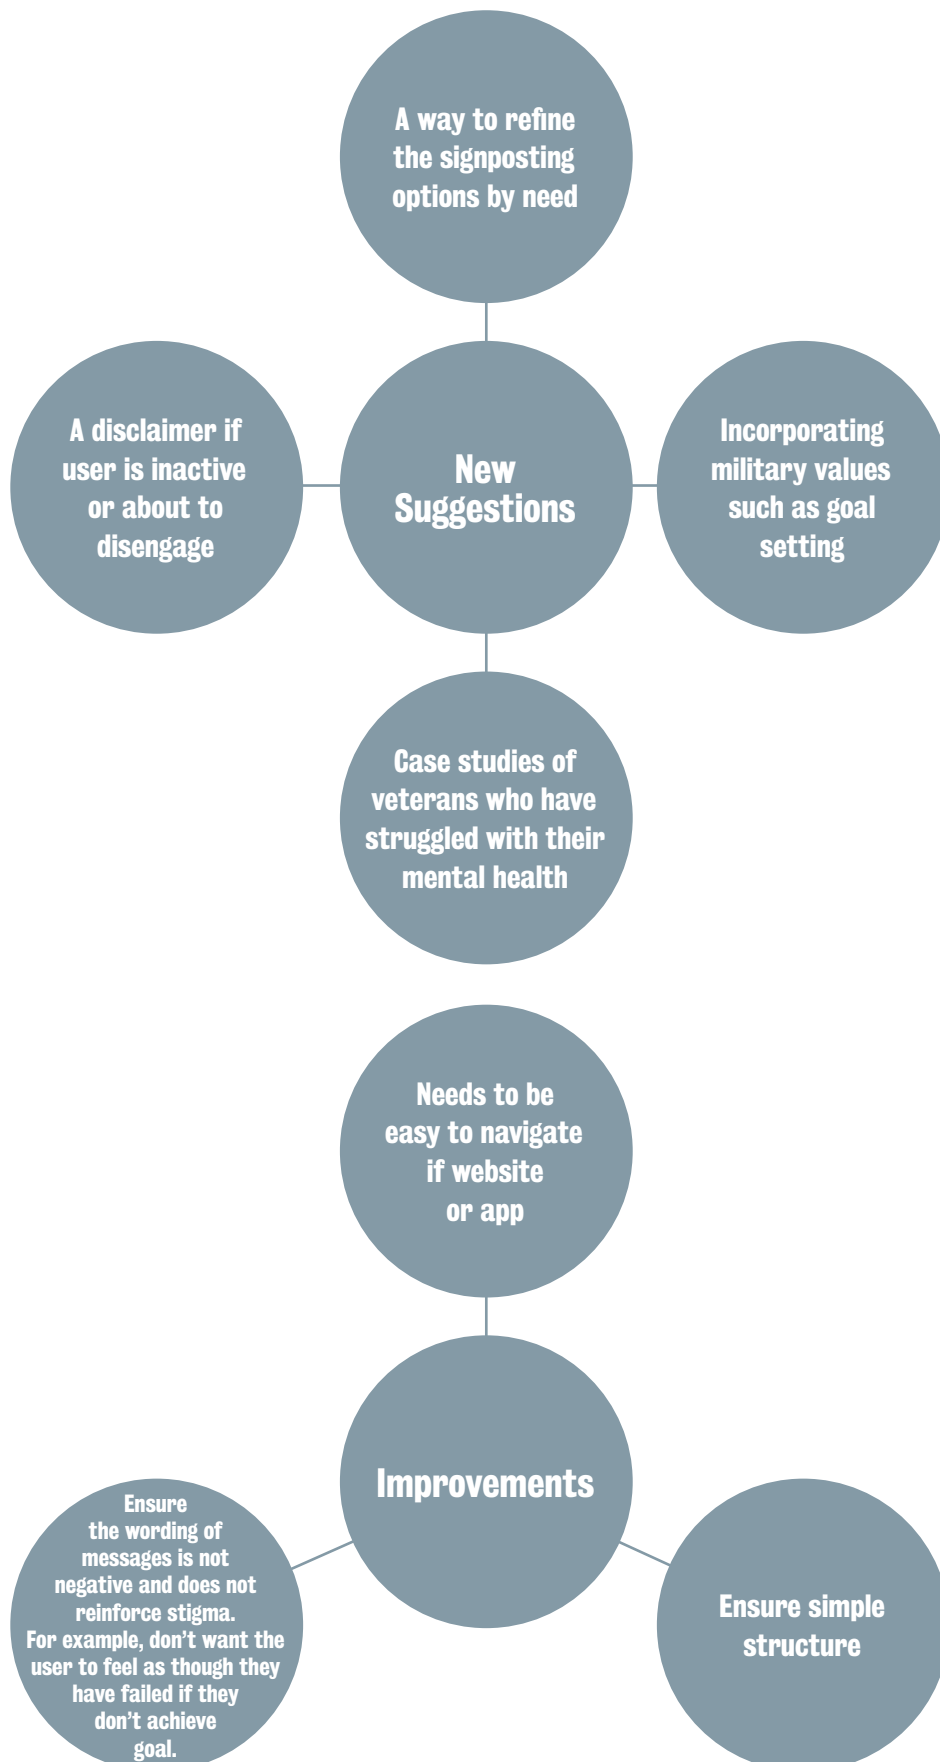 A way to refine
the signposting
options by need
A disclaimer if
user is inactive
or about to
disengage
New
Suggestions
Incorporating
military values
such as goal
setting
Case studies of
veterans who have
struggled with their
mental health
Needs to be
easy to navigate
if website
or app
Improvements
Ensure
the wording of
messages is not
negative and does not
reinforce stigma.
For example, don’t want the
user to feel as though they
have failed if they
don’t achieve
goal.
Ensure simple
structure